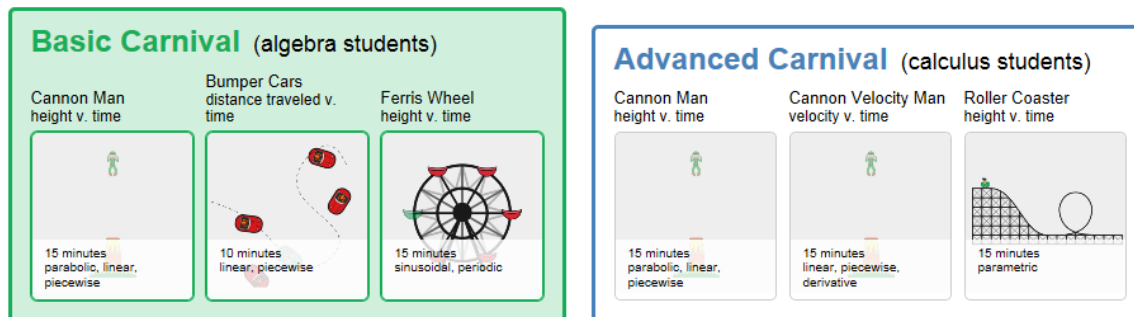 Basic Carnival (algebra students)
Cannon Man
height v. time
Bumper Cars
distance traveled v.
time
Ferris Wheel
height v. time
15 minutes
parabolic, linear,
piecewise
10 minutes
linear, piecewise
15 minutes
sinusoidal, periodic
Advanced Carnival (calculus students)
Cannon Man
height v. time
Cannon Velocity Man
velocity v. time
Roller Coaster
height v. time
15 minutes
parabolic, linear,
piecewise
15 minutes
linear, piecewise,
derivative
15 minutes
parametric